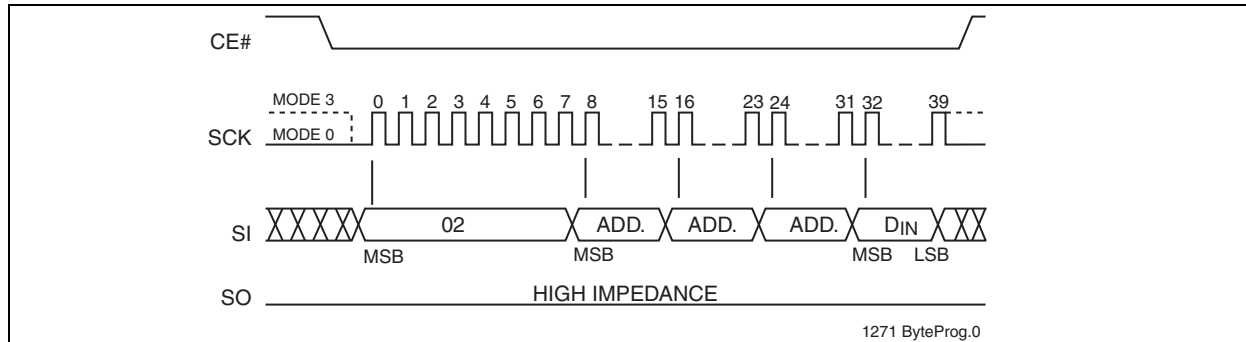 CE#
MODE 3
0 1 2 3 4 5 6 7 8 15 16 23 24 31 32 39
SCK
MODE 0
SI
02 ADD. ADD. ADD. DIN
MSB MSB MSB LSB
SO
HIGH IMPEDANCE
1271 ByteProg.0